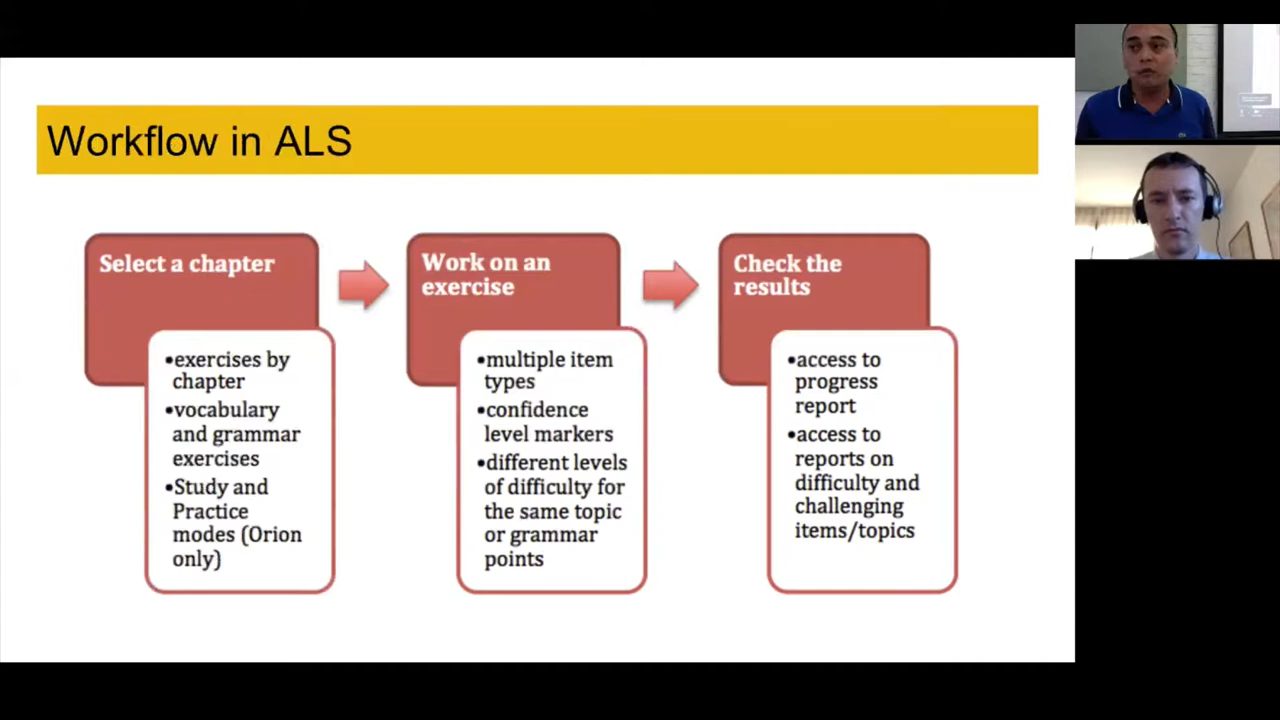 Workflow in ALS
Select a chapter
•exercises by
chapter
•vocabulary
and grammar
exercises
•Study and
Practice
modes (Orion
only)
Work on an
exercise
•multiple item
types
•confidence
level markers
•different levels
of difficulty for
the same topic
or grammar
points
Check the
results
•access to
progress
report
•access to
reports on
difficulty and
challenging
items/topics